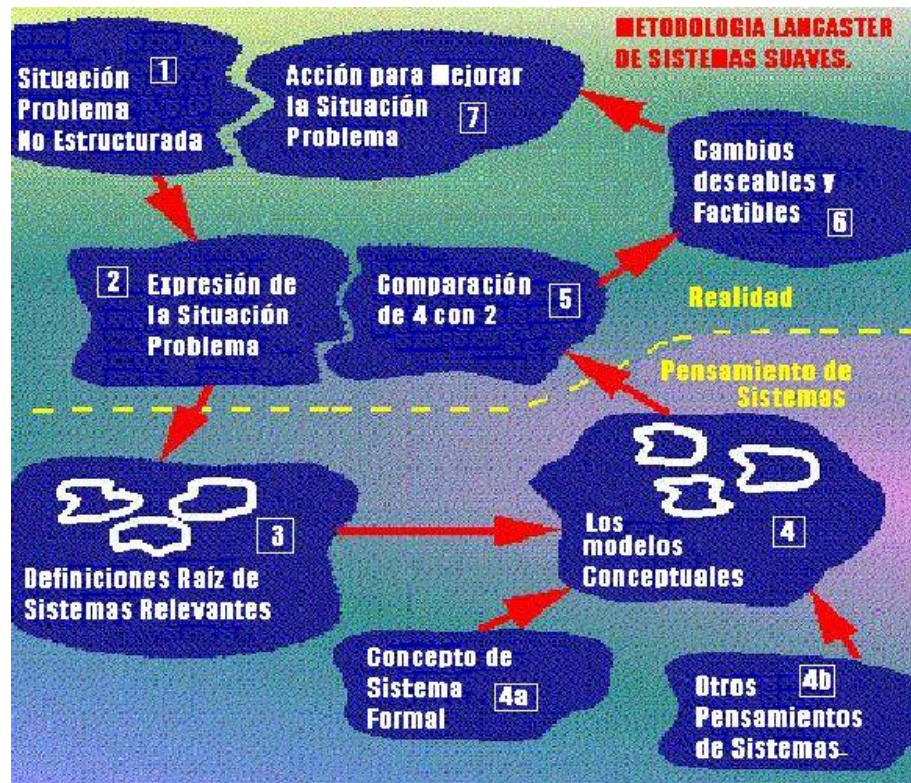 METODOLOGIA LANCASTER
DE SISTEMAS SUAVES.
1
Situación
Problema
No Estructurada
Acción para Mejorar
la Situación
Problema
7
Cambios
deseables y
Factibles
6
2
Expresión de
la Situación
Problema
Comparación
de 4 con 2
5
Realidad
Pensamiento de
Sistemas
3
Definiciones Raíz de
Sistemas Relevantes
4
Los
modelos
Conceptuales
Concepto de
Sistema
Formal
4a
4b
Otros
Pensamientos
de Sistemas